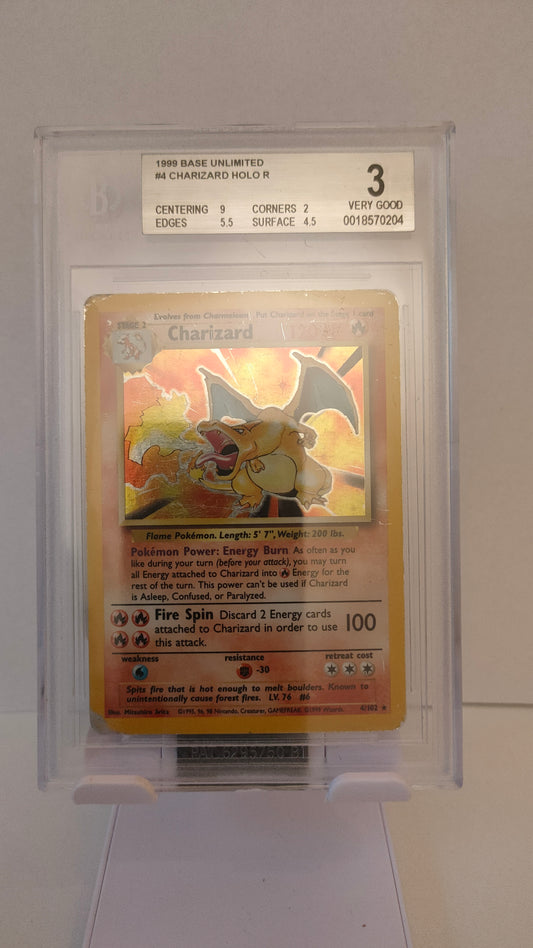 1999 BASE UNLIMITED
#4 CHARIZARD HOLO R
3
VERY GOOD
CENTERING 9 CORNERS 2
EDGES 5.5 SURFACE 4.5
0018570204
Evolves from Charmeleon Put Charizard on the Stage 1 card
STAGE 2
Charizard 120 HP
Flame Pokémon. Length: 5' 7", Weight: 200 lbs.
Pokémon Power: Energy Burn As often as you
like during your turn (before your attack), you may turn
all Energy attached to Charizard into Energy for the
rest of the turn. This power can't be used if Charizard
is Asleep, Confused, or Paralyzed.
Fire Spin Discard 2 Energy cards
attached to Charizard in order to use
this attack.
100
weakness resistance retreat cost
-30
Spits fire that is hot enough to melt boulders. Known to
unintentionally cause forest fires. LV. 76 #6
Illus. Mitsuhiro Arita ©1995, 96, 98 Nintendo, Creatures, GAMEFREAK. ©1999 Wizards. 4/102 ★